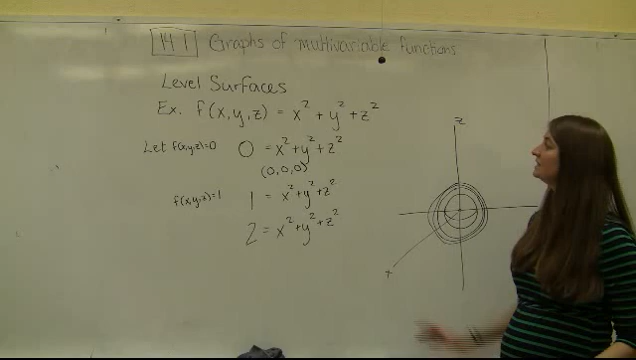 14.1 Graphs of multivariable functions
Level Surfaces
Ex. f(x,y,z) = x² + y² + z²
Let f(x,y,z)=0 0 = x² + y² + z²
(0,0,0)
f(x,y,z)=1 1 = x² + y² + z²
2 = x² + y² + z²
z
x